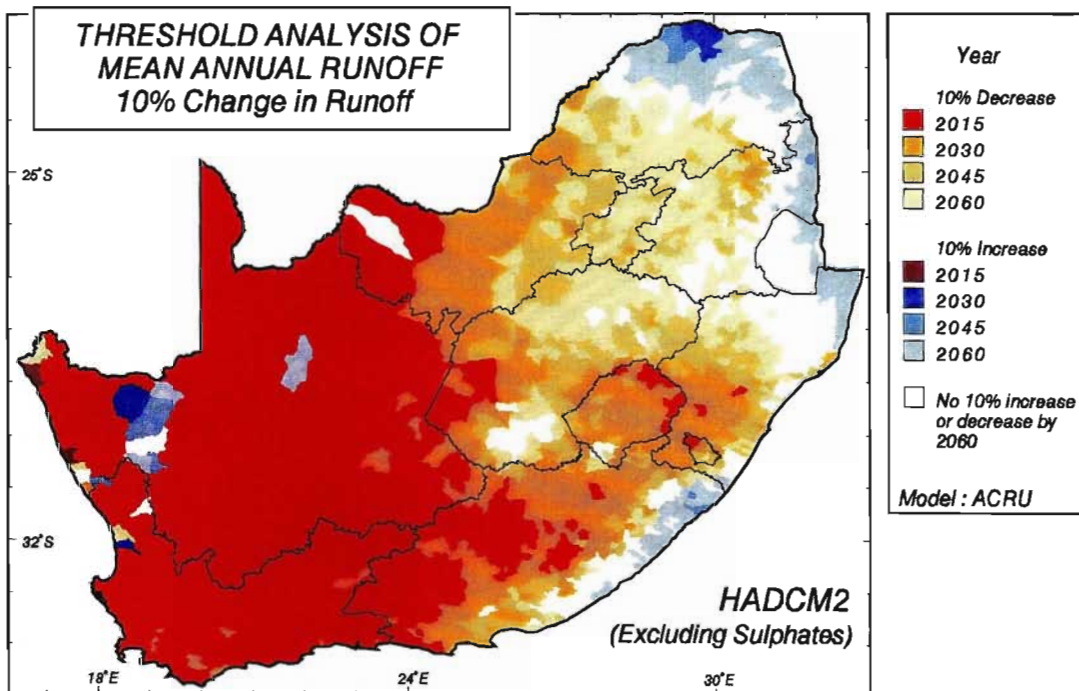 THRESHOLD ANALYSIS OF
MEAN ANNUAL RUNOFF
10% Change in Runoff
Year
10% Decrease
2015
2030
2045
2060
10% Increase
2015
2030
2045
2060
No 10% increase
or decrease by
2060
Model : ACRU
25°S
32°S
HADCM2
(Excluding Sulphates)
18°E
24°E
30°E